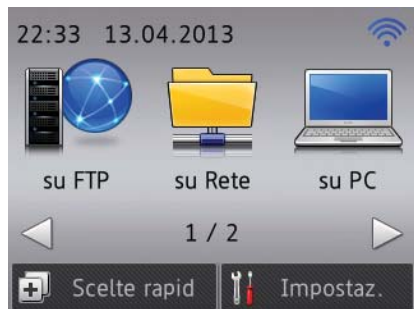 22:33 13.04.2013
su FTP su Rete su PC
1 / 2
Scelte rapid Impostaz.